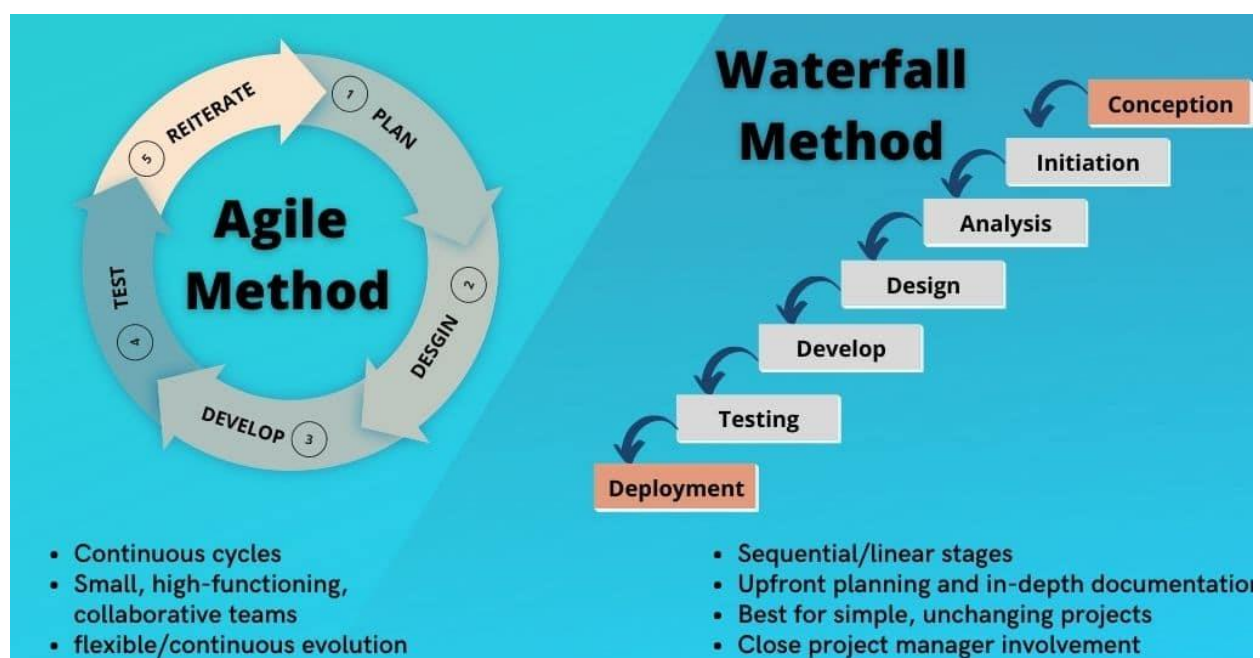 REITERATE
5
1
PLAN
2
DESGIN
3
DEVELOP
4
TEST
Agile
Method
Continuous cycles
Small, high-functioning,
collaborative teams
flexible/continuous evolution
Waterfall
Method
Conception
Initiation
Analysis
Design
Develop
Testing
Deployment
Sequential/linear stages
Upfront planning and in-depth documentation
Best for simple, unchanging projects
Close project manager involvement